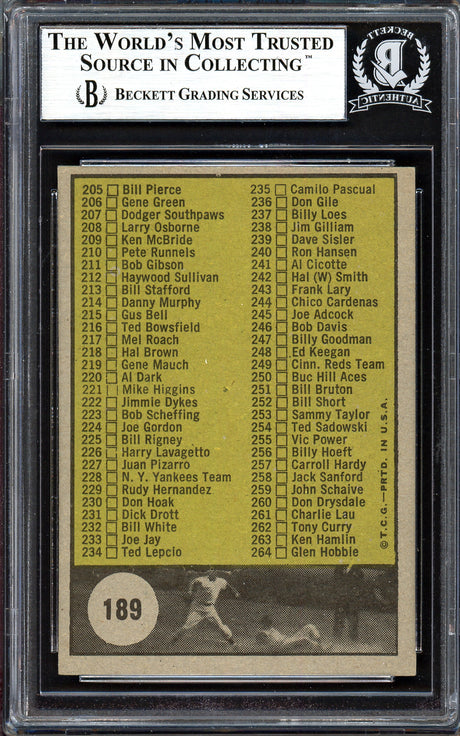 THE WORLD'S MOST TRUSTED
SOURCE IN COLLECTING™
B BECKETT GRADING SERVICES
BECKETT
B
AUTHENTIC
205 Bill Pierce
206 Gene Green
207 Dodger Southpaws
208 Larry Osborne
209 Ken McBride
210 Pete Runnels
211 Bob Gibson
212 Haywood Sullivan
213 Bill Stafford
214 Danny Murphy
215 Gus Bell
216 Ted Bowsfield
217 Mel Roach
218 Hal Brown
219 Gene Mauch
220 Al Dark
221 Mike Higgins
222 Jimmie Dykes
223 Bob Scheffing
224 Joe Gordon
225 Bill Rigney
226 Harry Lavagetto
227 Juan Pizarro
228 N. Y. Yankees Team
229 Rudy Hernandez
230 Don Hoak
231 Dick Drott
232 Bill White
233 Joe Jay
234 Ted Lepcio
235 Camilo Pascual
236 Don Gile
237 Billy Loes
238 Jim Gilliam
239 Dave Sisler
240 Ron Hansen
241 Al Cicotte
242 Hal (W) Smith
243 Frank Lary
244 Chico Cardenas
245 Joe Adcock
246 Bob Davis
247 Billy Goodman
248 Ed Keegan
249 Cinn. Reds Team
250 Buc Hill Aces
251 Bill Bruton
252 Bill Short
253 Sammy Taylor
254 Ted Sadowski
255 Vic Power
256 Billy Hoeft
257 Carroll Hardy
258 Jack Sanford
259 John Schaive
260 Don Drysdale
261 Charlie Lau
262 Tony Curry
263 Ken Hamlin
264 Glen Hobbie
© T.C.G.—PRTD. IN U.S.A.
189